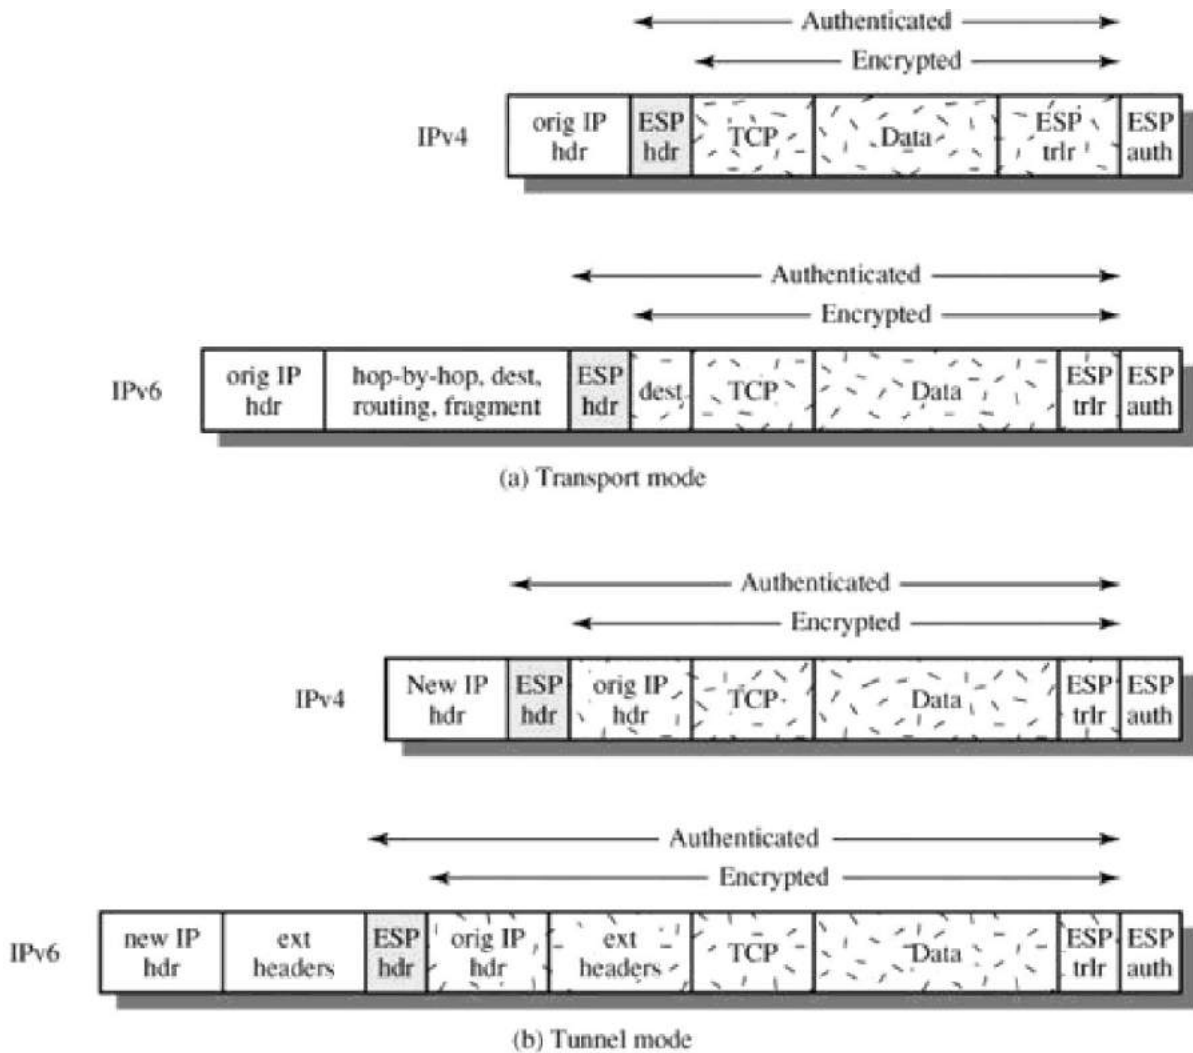 Authenticated
Encrypted
IPv4
orig IP hdr
ESP hdr
TCP
Data
ESP trlr
ESP auth
Authenticated
Encrypted
IPv6
orig IP hdr
hop-by-hop, dest, routing, fragment
ESP hdr
dest
TCP
Data
ESP trlr
ESP auth
(a) Transport mode
Authenticated
Encrypted
IPv4
New IP hdr
ESP hdr
orig IP hdr
TCP
Data
ESP trlr
ESP auth
Authenticated
Encrypted
IPv6
new IP hdr
ext headers
ESP hdr
orig IP hdr
ext headers
TCP
Data
ESP trlr
ESP auth
(b) Tunnel mode